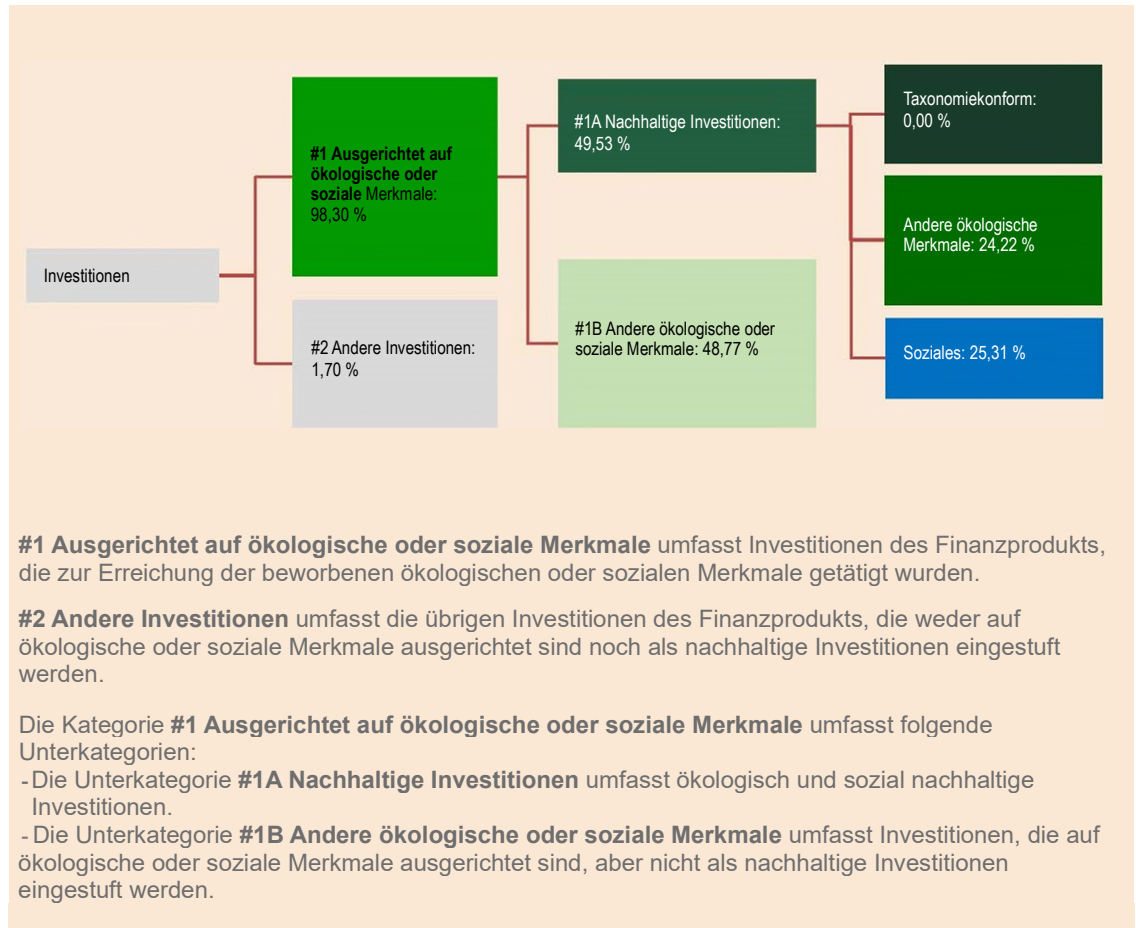 Investitionen
#1 Ausgerichtet auf
ökologische oder
soziale Merkmale:
98,30 %
#2 Andere Investitionen:
1,70 %
#1A Nachhaltige Investitionen:
49,53 %
#1B Andere ökologische oder
soziale Merkmale: 48,77 %
Taxonomiekonform:
0,00 %
Andere ökologische
Merkmale: 24,22 %
Soziales: 25,31 %
#1 Ausgerichtet auf ökologische oder soziale Merkmale umfasst Investitionen des Finanzprodukts,
die zur Erreichung der beworbenen ökologischen oder sozialen Merkmale getätigt wurden.
#2 Andere Investitionen umfasst die übrigen Investitionen des Finanzprodukts, die weder auf
ökologische oder soziale Merkmale ausgerichtet sind noch als nachhaltige Investitionen eingestuft
werden.
Die Kategorie #1 Ausgerichtet auf ökologische oder soziale Merkmale umfasst folgende
Unterkategorien:
- Die Unterkategorie #1A Nachhaltige Investitionen umfasst ökologisch und sozial nachhaltige
Investitionen.
- Die Unterkategorie #1B Andere ökologische oder soziale Merkmale umfasst Investitionen, die auf
ökologische oder soziale Merkmale ausgerichtet sind, aber nicht als nachhaltige Investitionen
eingestuft werden.